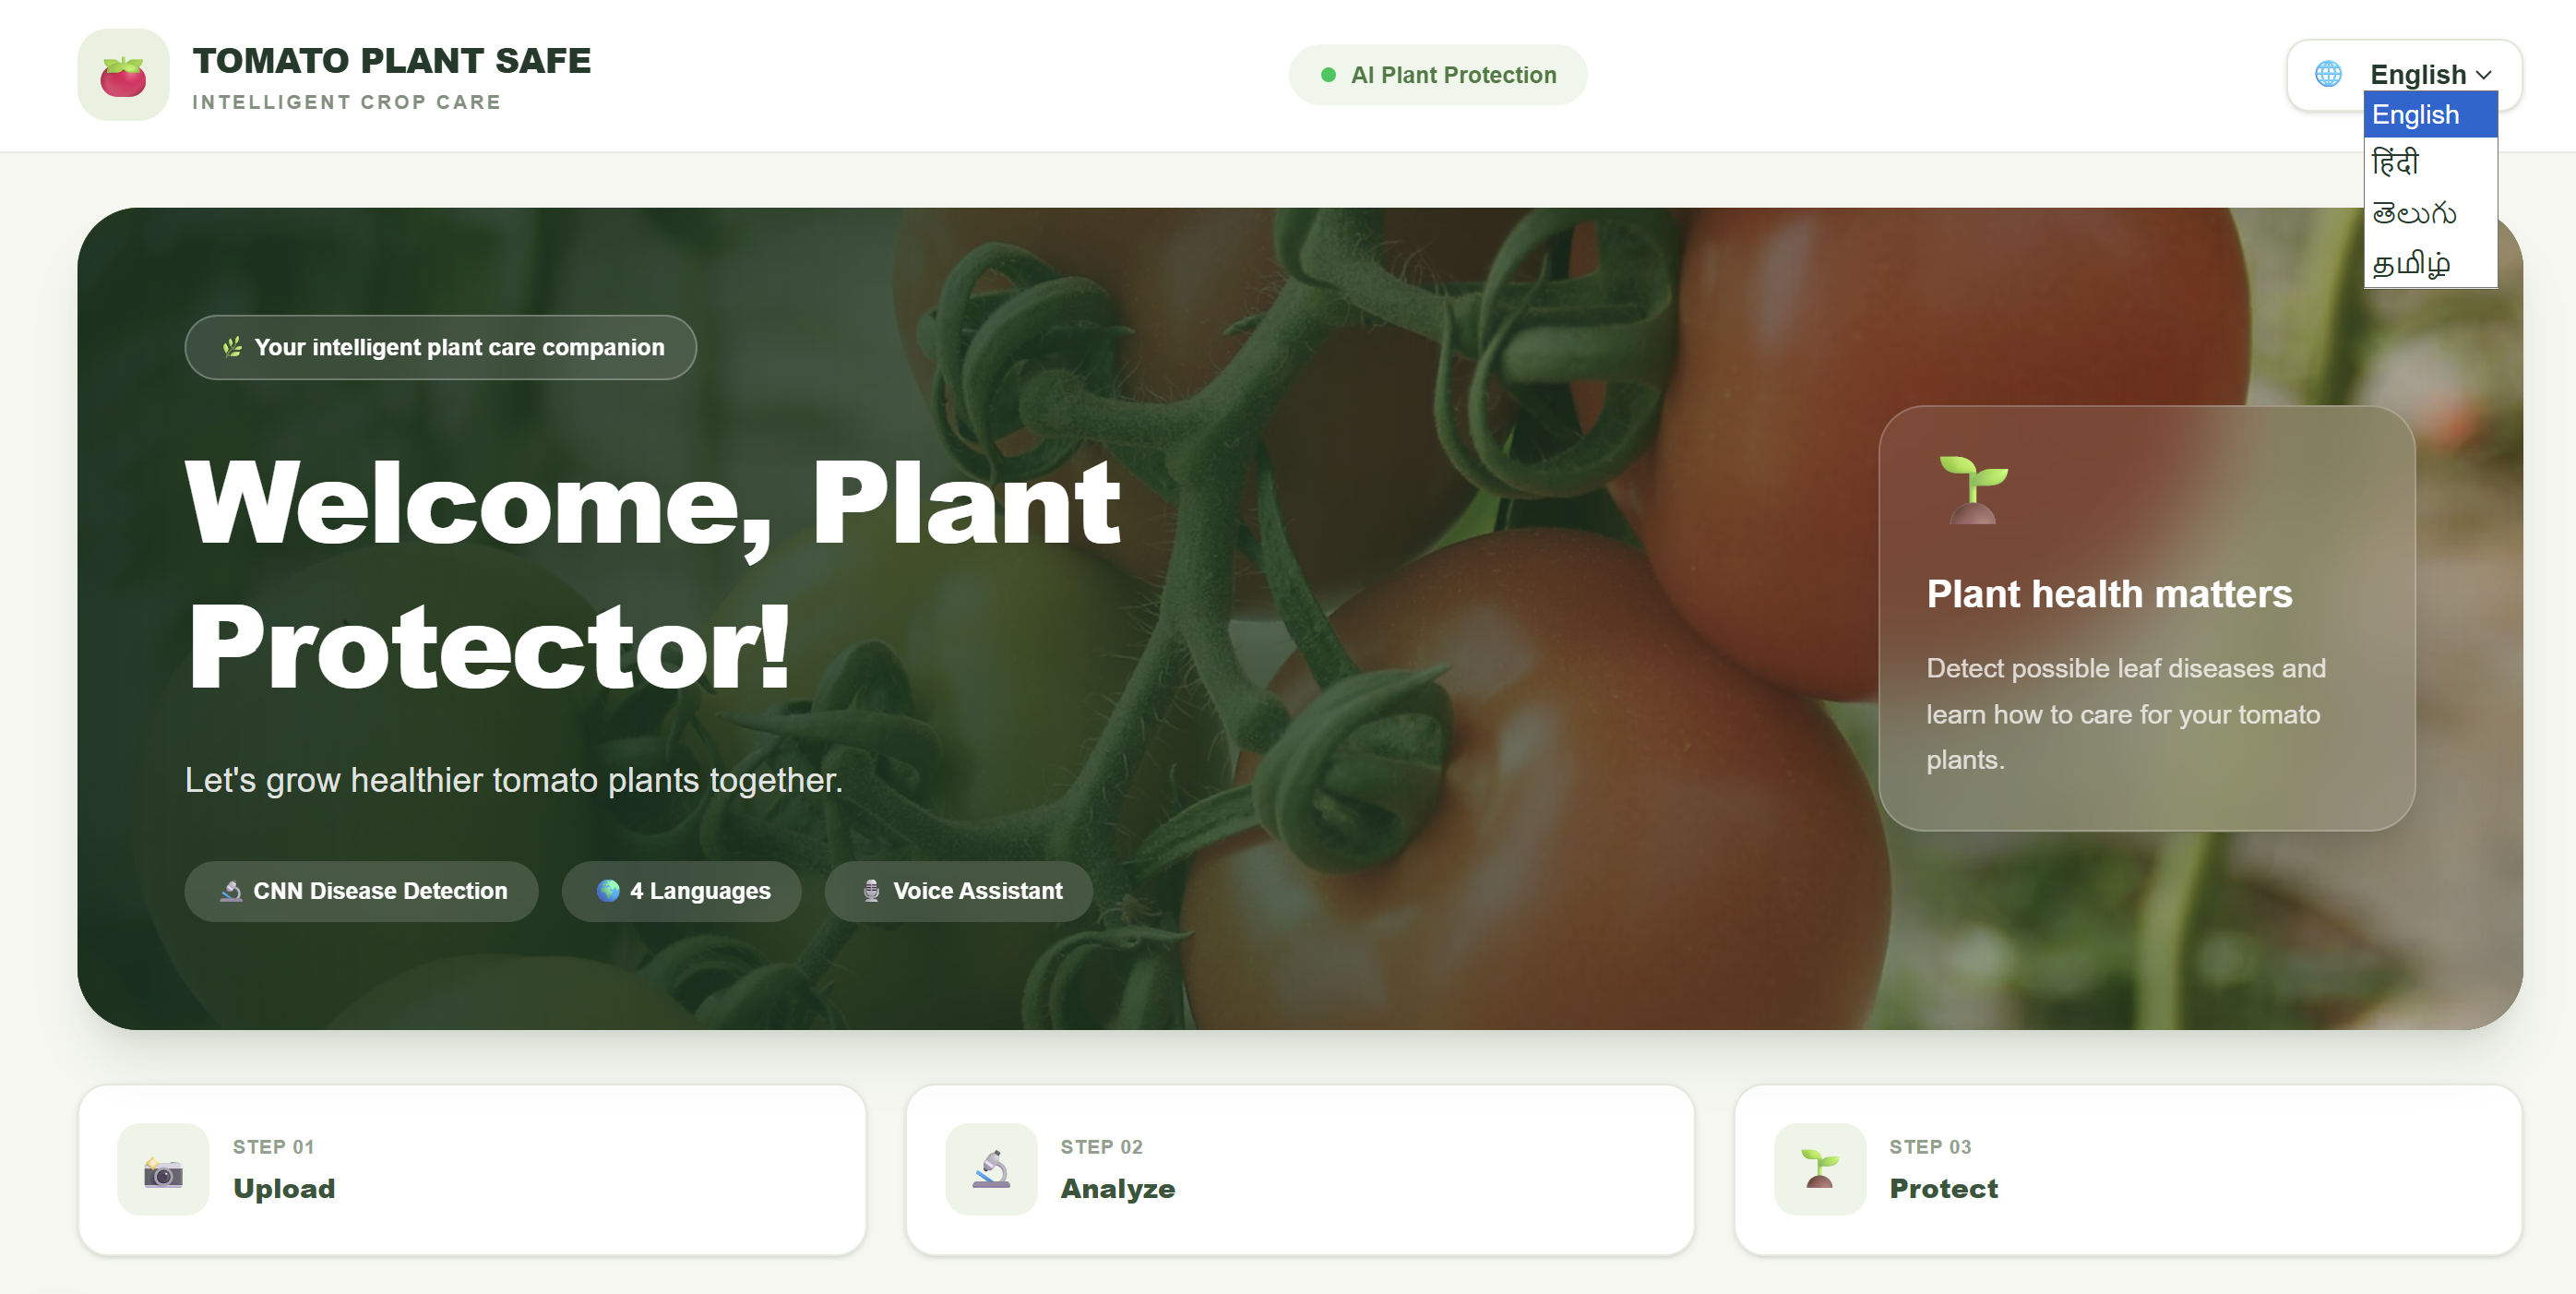 TOMATO PLANT SAFE
INTELLIGENT CROP CARE
AI Plant Protection
English
English
हिंदी
తెలుగు
தமிழ்
Your intelligent plant care companion
Welcome, Plant
Protector!
Let's grow healthier tomato plants together.
CNN Disease Detection
4 Languages
Voice Assistant
Plant health matters
Detect possible leaf diseases and
learn how to care for your tomato
plants.
STEP 01
Upload
STEP 02
Analyze
STEP 03
Protect